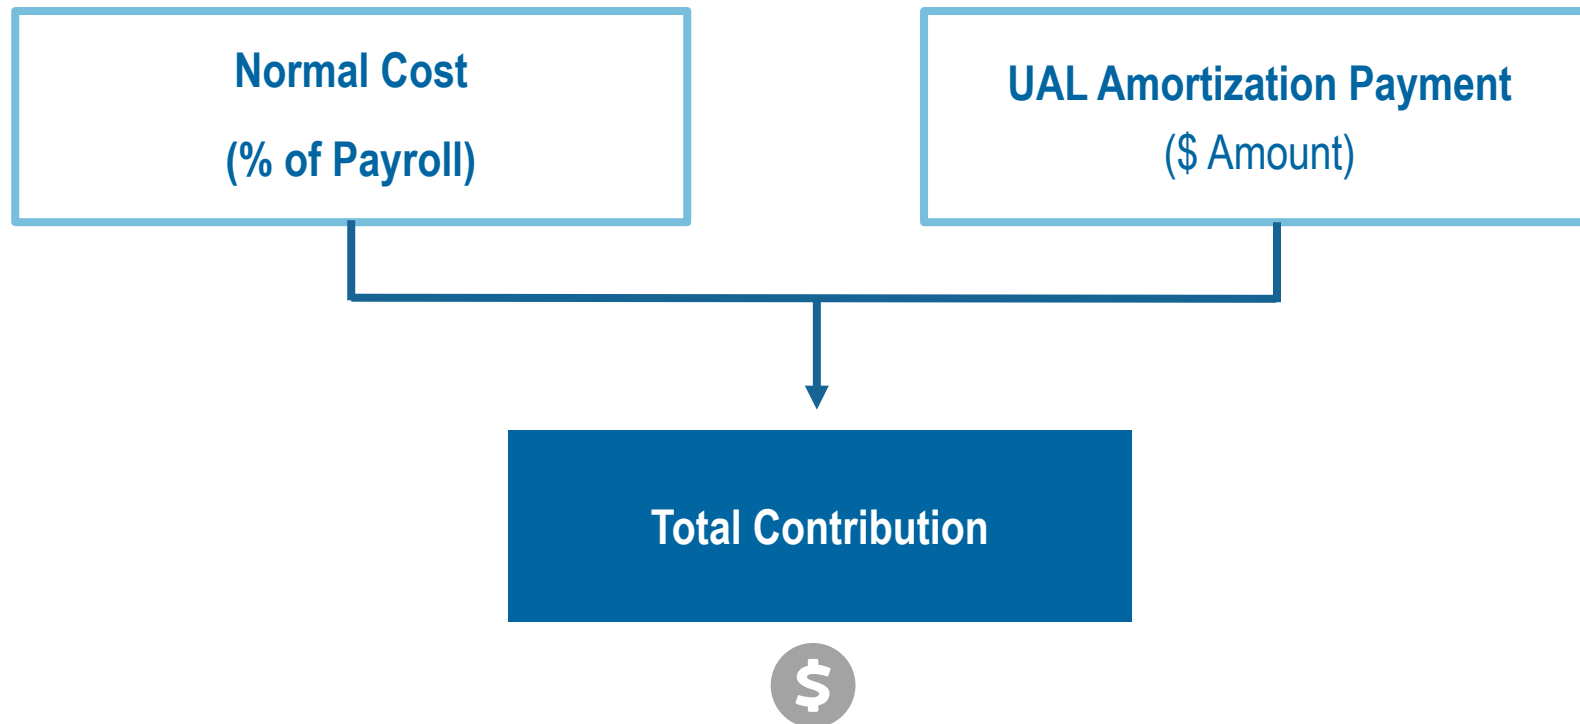 Normal Cost
(% of Payroll)
UAL Amortization Payment
($ Amount)
Total Contribution
$